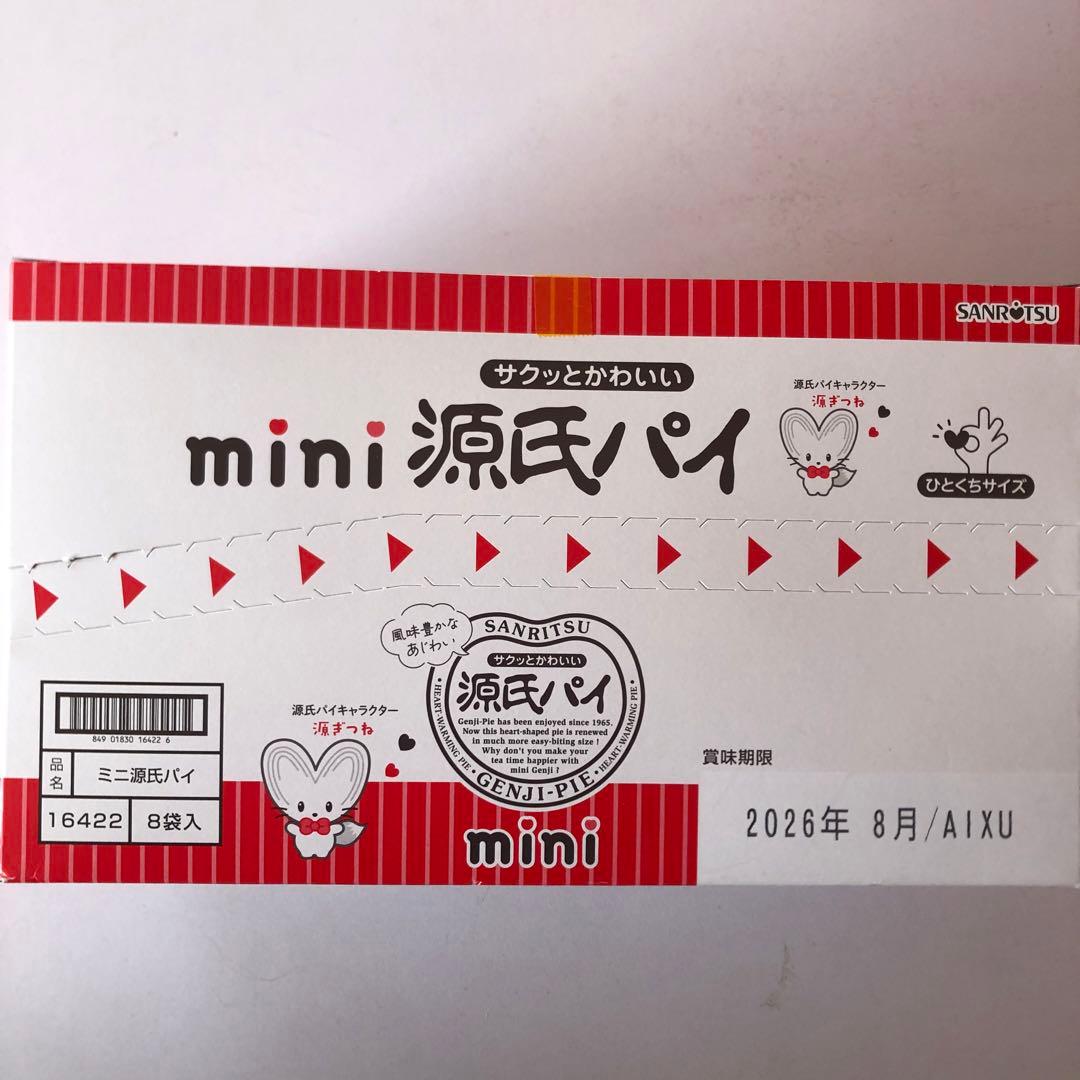 SANRITSU
サクッとかわいい
mini 源氏パイ
源氏パイキャラクター
源ぎつね
ひとくちサイズ
風味豊かな
あじわい
SANRITSU
サクッとかわいい
源氏パイ
Genji-Pie has been enjoyed since 1965.
Now this heart-shaped pie is renewed
in much more easy-biting size !
Why don't you make your
tea time happier with
mini Genji ?
・HEART-WARMING PIE・
・HEART-WARMING PIE・
GENJI-PIE
mini
源氏パイキャラクター
源ぎつね
849 01830 16422 6
品名
ミニ源氏パイ
16422
8袋入
賞味期限
2026年 8月/AIXU